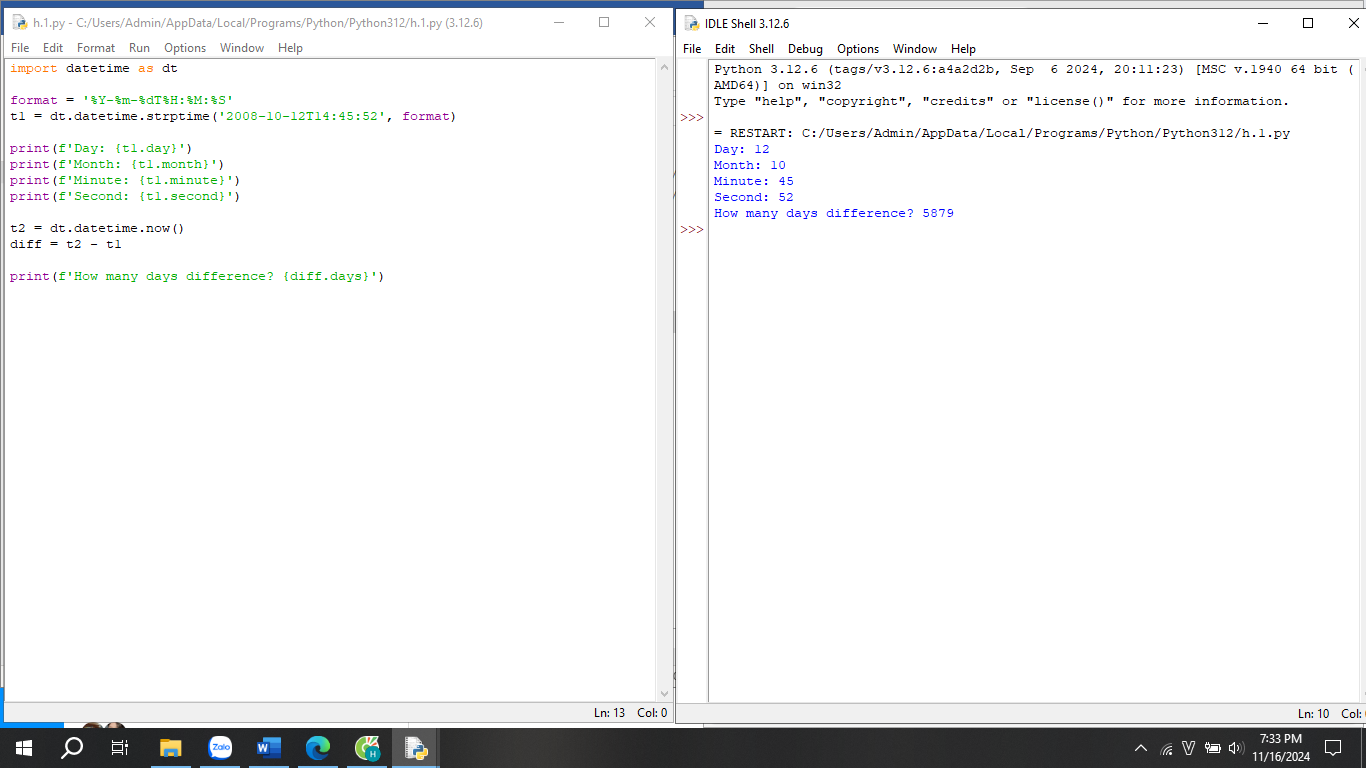 h.1.py - C:/Users/Admin/AppData/Local/Programs/Python/Python312/h.1.py (3.12.6)
File Edit Format Run Options Window Help
import datetime as dt
format = '%Y-%m-%dT%H:%M:%S'
t1 = dt.datetime.strptime('2008-10-12T14:45:52', format)
print(f'Day: {t1.day}')
print(f'Month: {t1.month}')
print(f'Minute: {t1.minute}')
print(f'Second: {t1.second}')
t2 = dt.datetime.now()
diff = t2 - t1
print(f'How many days difference? {diff.days}')
Ln: 13 Col: 0
IDLE Shell 3.12.6
File Edit Shell Debug Options Window Help
Python 3.12.6 (tags/v3.12.6:a4a2d2b, Sep  6 2024, 20:11:23) [MSC v.1940 64 bit (
AMD64)] on win32
Type "help", "copyright", "credits" or "license()" for more information.
>>>
= RESTART: C:/Users/Admin/AppData/Local/Programs/Python/Python312/h.1.py
Day: 12
Month: 10
Minute: 45
Second: 52
How many days difference? 5879
>>>
Ln: 10 Col:
Zalo
W
H
V
7:33 PM
11/16/2024